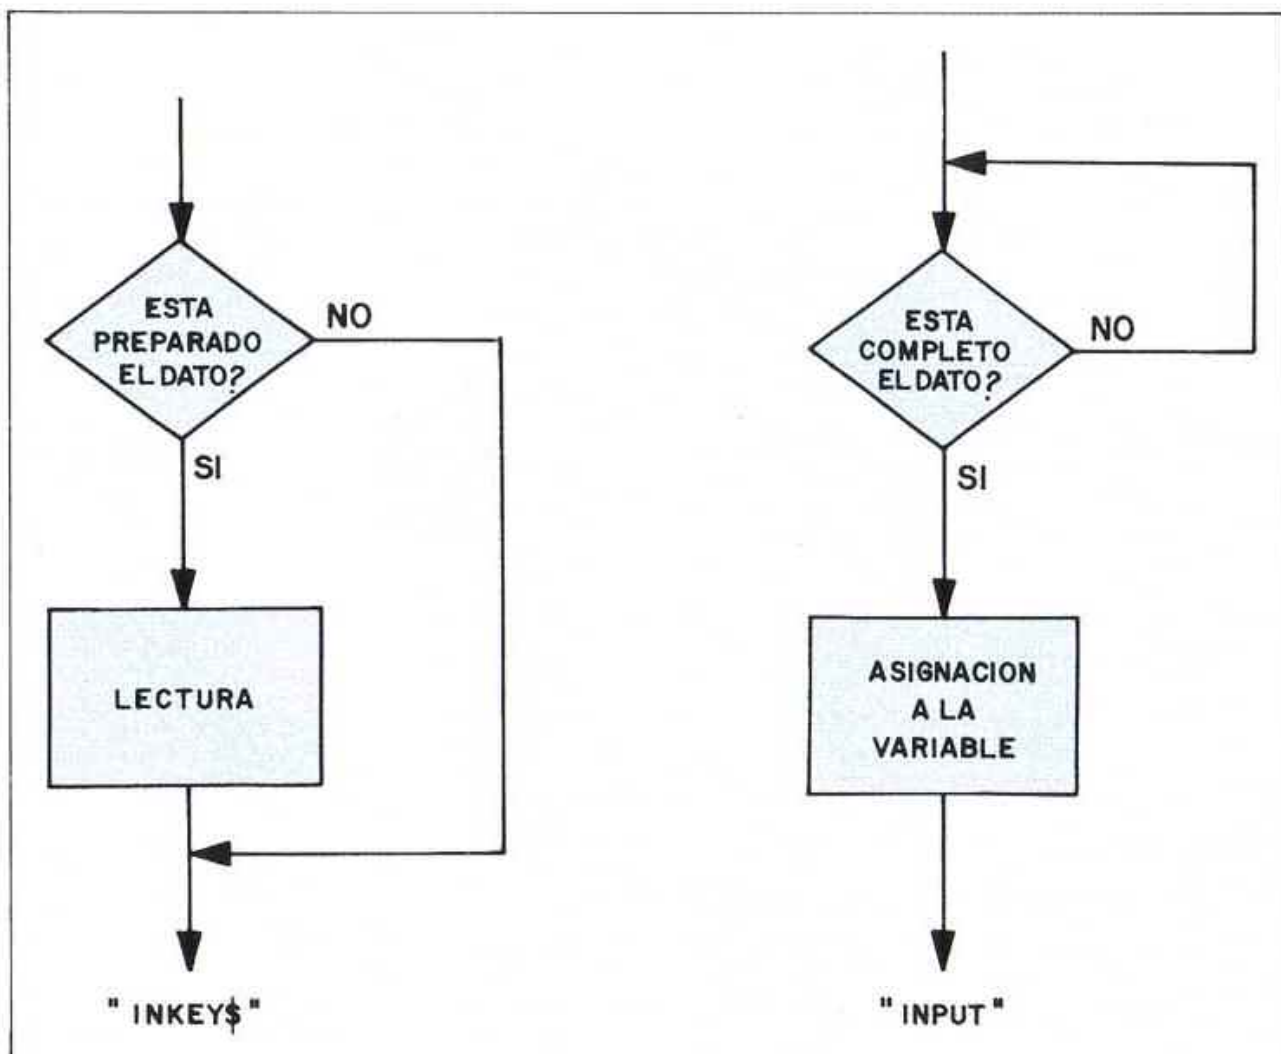 ESTA
PREPARADO
EL DATO?
NO
SI
LECTURA
" INKEY$ "
ESTA
COMPLETO
EL DATO?
NO
SI
ASIGNACION
A LA
VARIABLE
" INPUT "